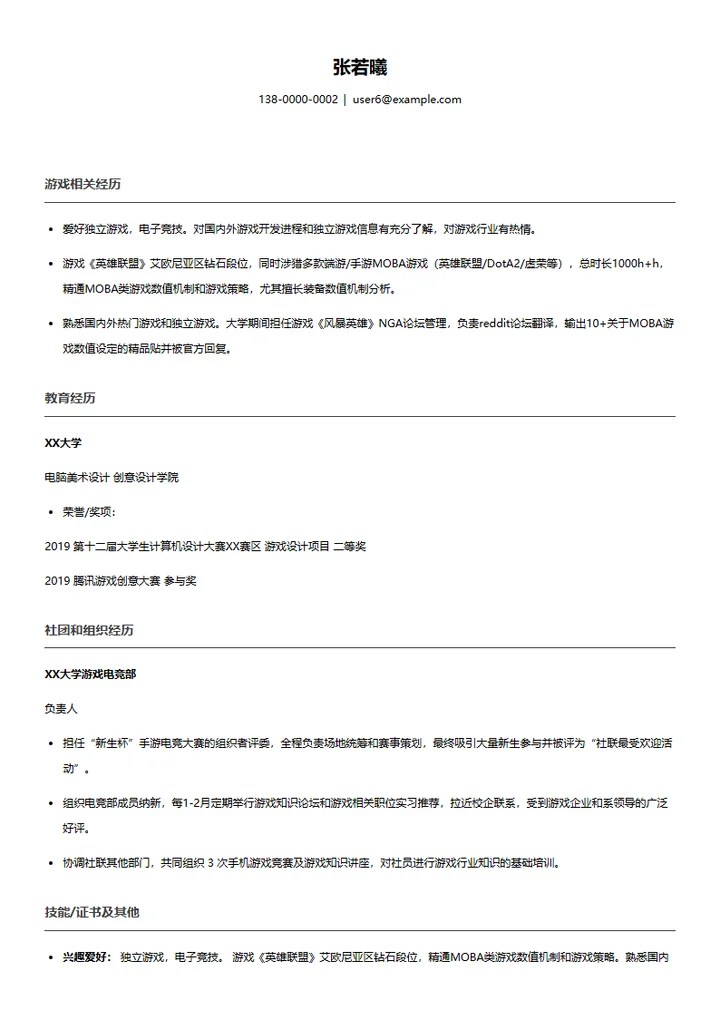 张若曦
138-0000-0002 | user6@example.com
游戏相关经历
• 爱好独立游戏，电子竞技。对国内外游戏开发进程和独立游戏信息有充分了解，对游戏行业有热情。
• 游戏《英雄联盟》艾欧尼亚区钻石段位，同时涉猎多款端游/手游MOBA游戏（英雄联盟/DotA2/虚荣等），总时长1000h+h，
精通MOBA类游戏数值机制和游戏策略，尤其擅长装备数值机制分析。
• 熟悉国内外热门游戏和独立游戏。大学期间担任游戏《风暴英雄》NGA论坛管理，负责reddit论坛翻译，输出10+关于MOBA游
戏数值设定的精品贴并被官方回复。
教育经历
XX大学
电脑美术设计 创意设计学院
• 荣誉/奖项：
2019 第十二届大学生计算机设计大赛XX赛区 游戏设计项目 二等奖
2019 腾讯游戏创意大赛 参与奖
社团和组织经历
XX大学游戏电竞部
负责人
• 担任“新生杯”手游电竞大赛的组织者评委，全程负责场地统筹和赛事策划，最终吸引大量新生参与并被评为“社联最受欢迎活
动”。
• 组织电竞部成员纳新，每1-2月定期举行游戏知识论坛和游戏相关职位实习推荐，拉近校企联系，受到游戏企业和系领导的广泛
好评。
• 协调社联其他部门，共同组织 3 次手机游戏竞赛及游戏知识讲座，对社员进行游戏行业知识的基础培训。
技能/证书及其他
• 兴趣爱好： 独立游戏，电子竞技。 游戏《英雄联盟》艾欧尼亚区钻石段位，精通MOBA类游戏数值机制和游戏策略。熟悉国内